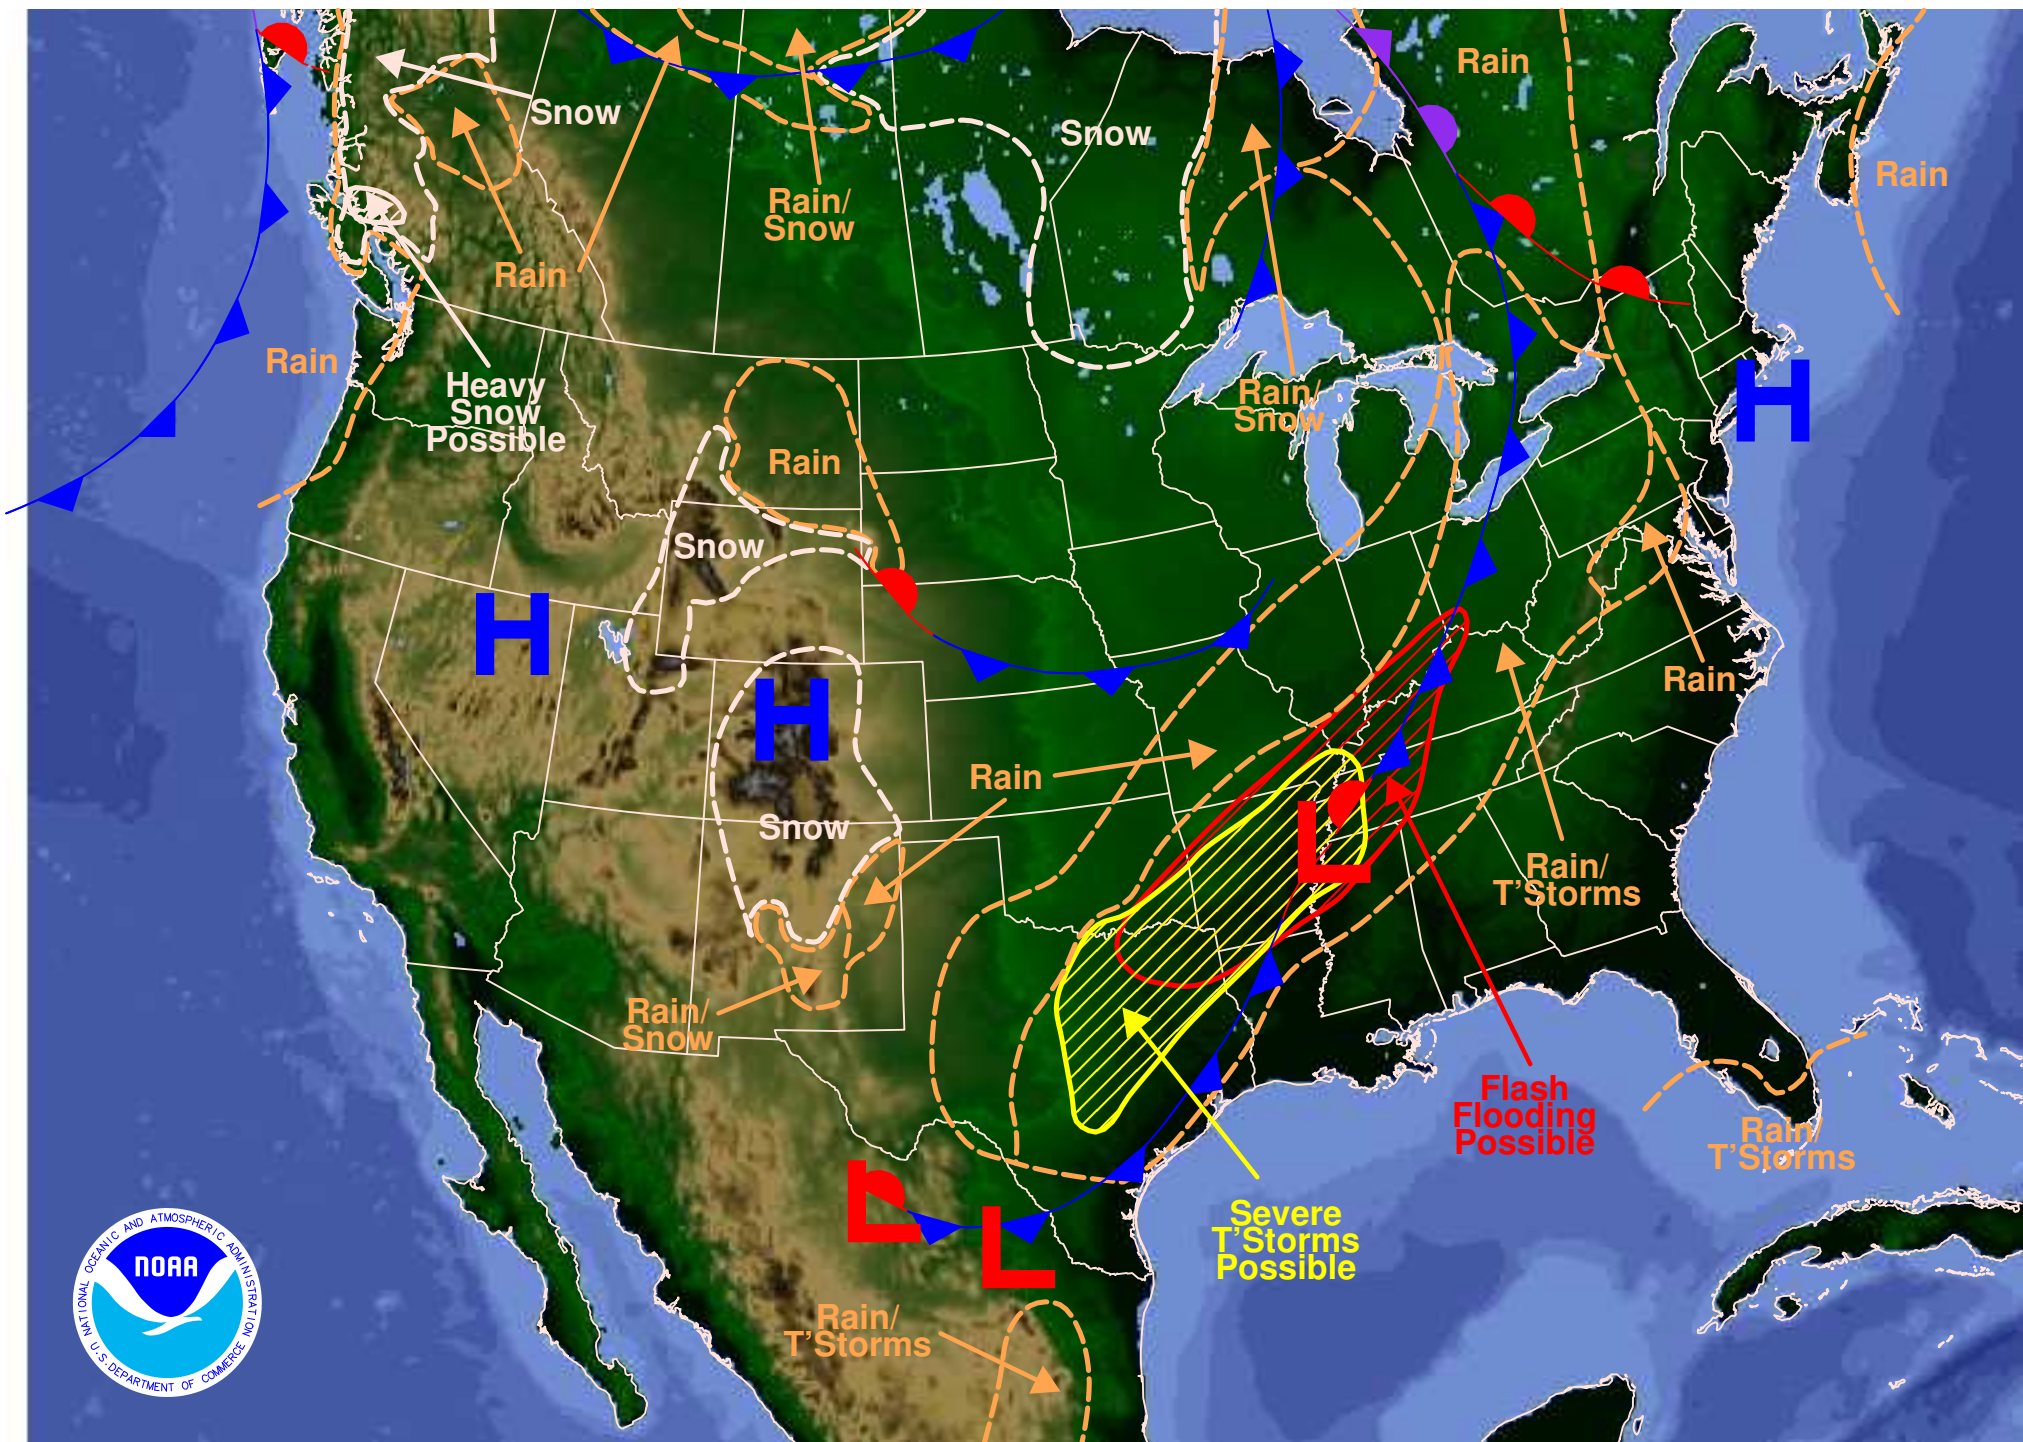 Snow
Snow
Rain
Rain/
Snow
Rain
Rain
Rain
Heavy
Snow
Possible
Rain/
Snow
H
Rain
Snow
H
H
Rain
Rain
Snow
L
Rain/
T'Storms
Rain/
Snow
Flash
Flooding
Possible
Rain/
T'Storms
L
L
Severe
T'Storms
Possible
Rain/
T'Storms
NATIONAL OCEANIC AND ATMOSPHERIC ADMINISTRATION
NOAA
U.S. DEPARTMENT OF COMMERCE